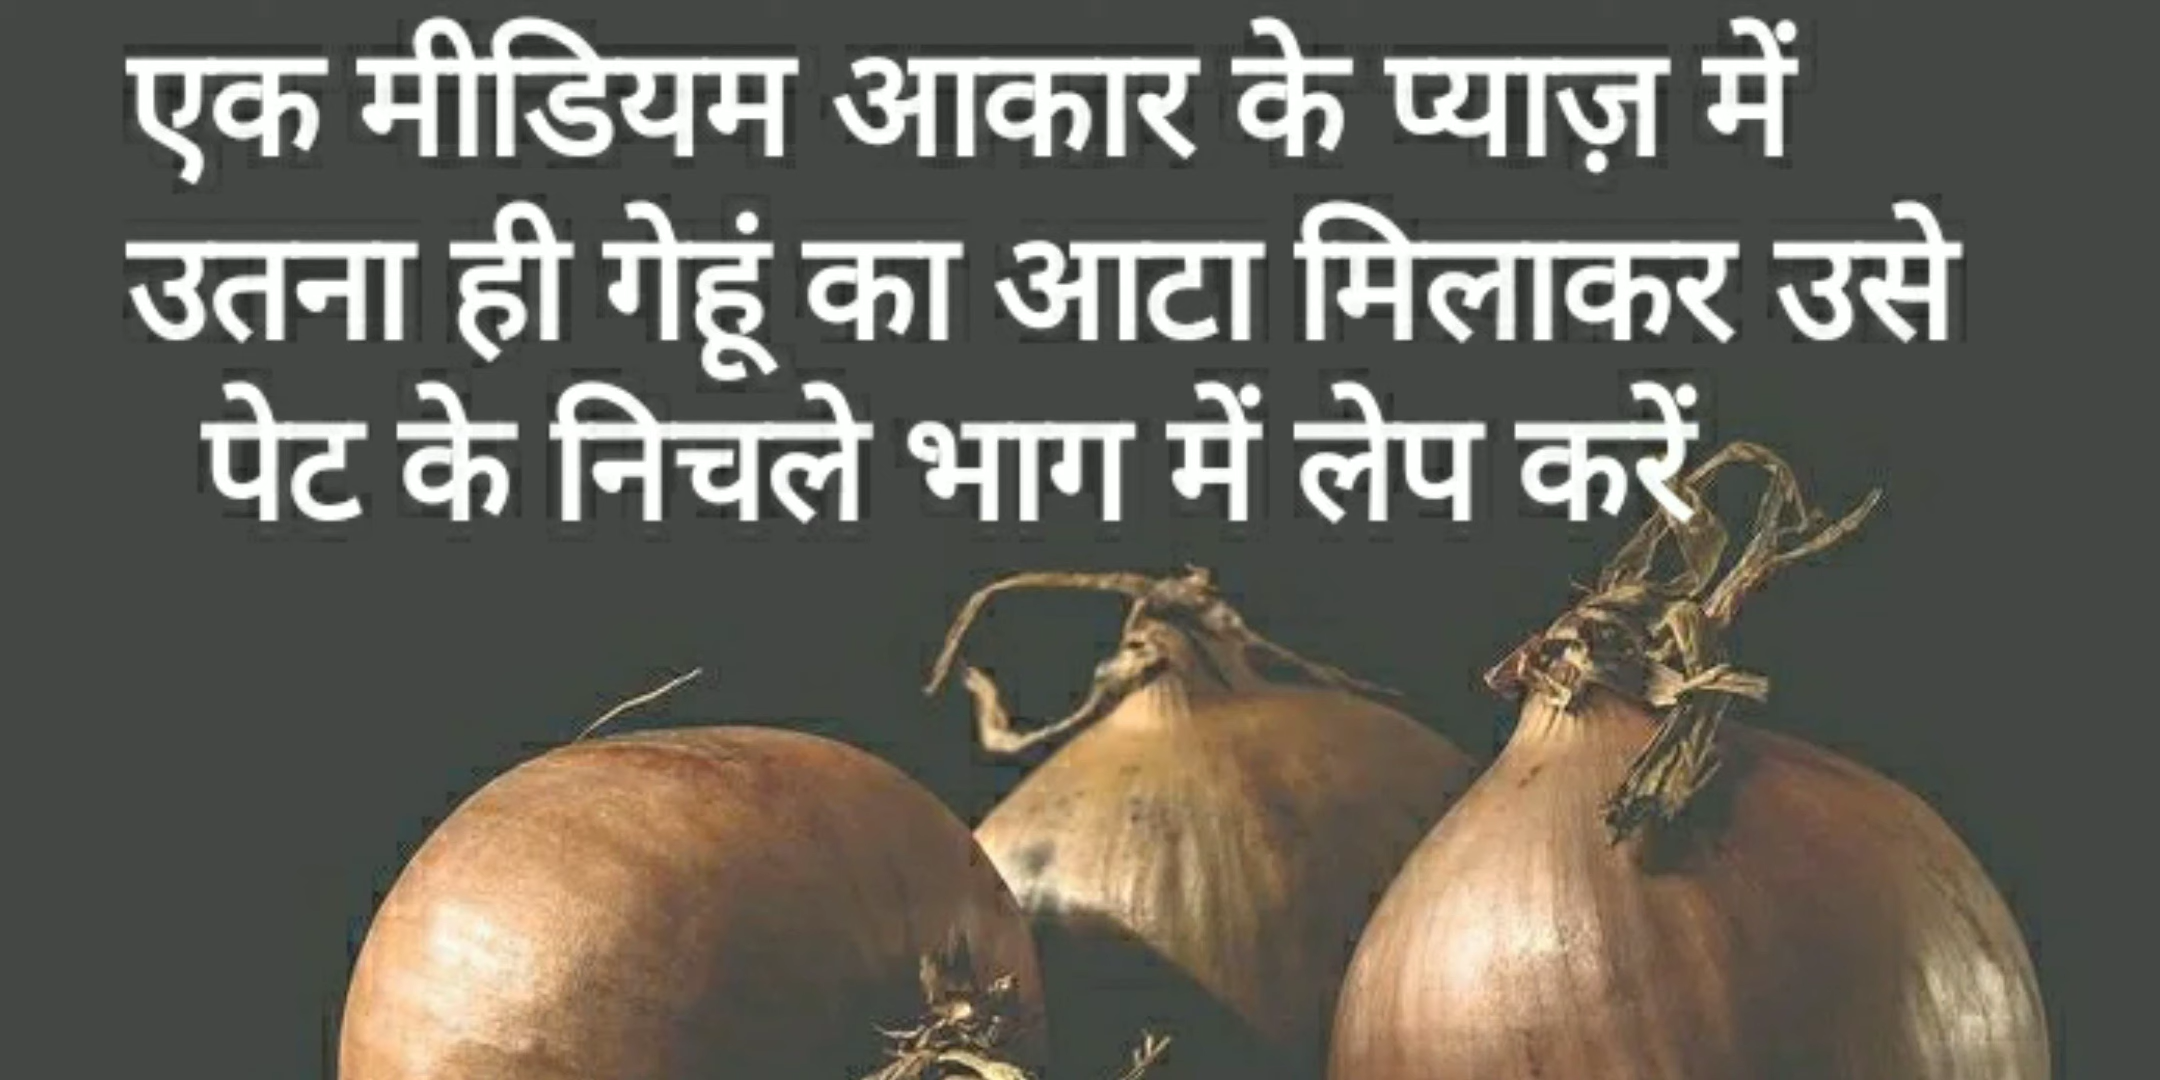 एक मीडियम आकार के प्याज़ में
उतना ही गेहूं का आटा मिलाकर उसे
पेट के निचले भाग में लेप करें